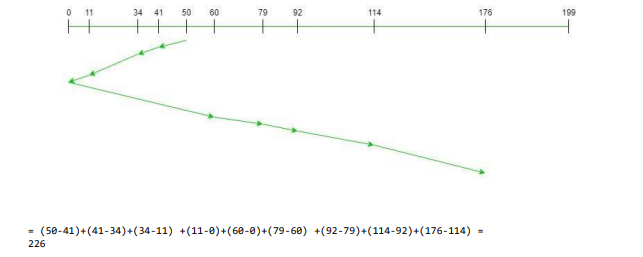 0 11 34 41 50 60 79 92 114 176 199
= (50-41)+(41-34)+(34-11) +(11-0)+(60-0)+(79-60) +(92-79)+(114-92)+(176-114) =
226